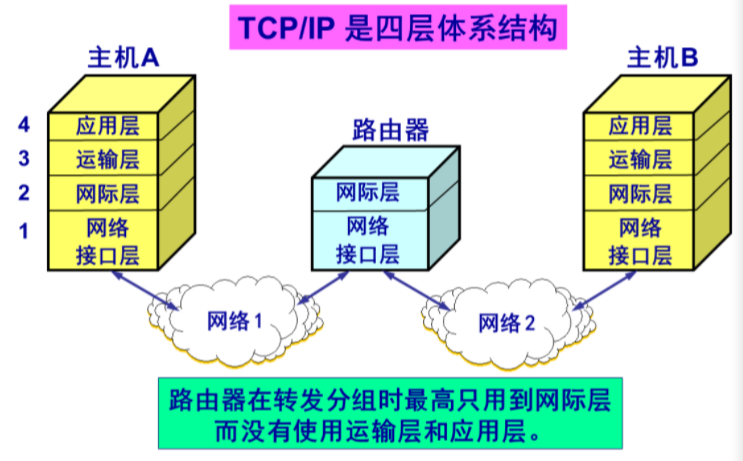 TCP/IP 是四层体系结构
主机A
主机B
路由器
4
应用层
3
运输层
2
网际层
1
网络
接口层
网际层
网络
接口层
应用层
运输层
网际层
网络
接口层
网络1
网络2
路由器在转发分组时最高只用到网际层
而没有使用运输层和应用层。